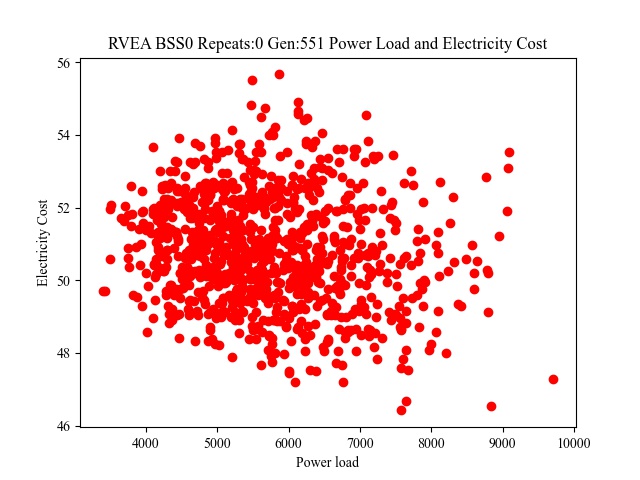 RVEA BSS0 Repeats:0 Gen:551 Power Load and Electricity Cost
56
54
52
50
48
46
Electricity Cost
4000 5000 6000 7000 8000 9000 10000
Power load